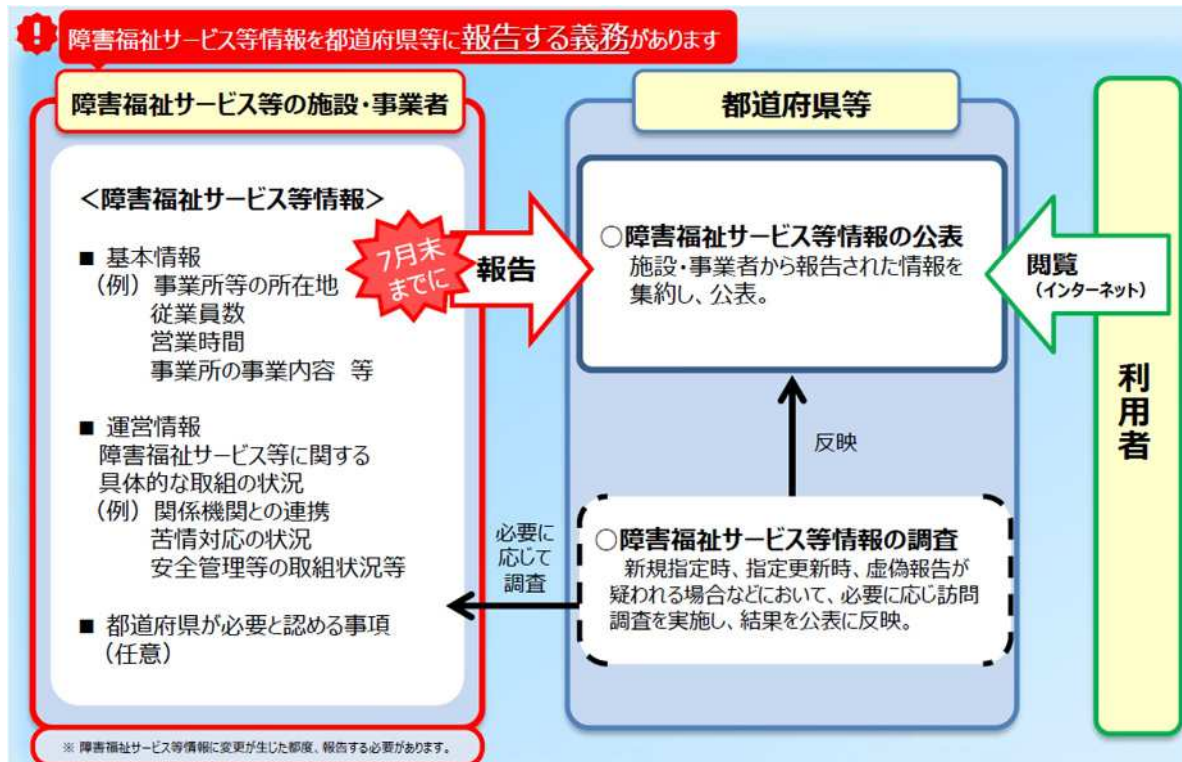 !
障害福祉サービス等情報を都道府県等に報告する義務があります
障害福祉サービス等の施設・事業者
<障害福祉サービス等情報>
■ 基本情報
（例）事業所等の所在地
従業員数
営業時間
事業所の事業内容 等
■ 運営情報
障害福祉サービス等に関する
具体的な取組の状況
（例）関係機関との連携
苦情対応の状況
安全管理等の取組状況等
■ 都道府県が必要と認める事項
（任意）
※ 障害福祉サービス等情報に変更が生じた都度、報告する必要があります。
7月末
までに
報告
都道府県等
○障害福祉サービス等情報の公表
施設・事業者から報告された情報を
集約し、公表。
反映
○障害福祉サービス等情報の調査
新規指定時、指定更新時、虚偽報告が
疑われる場合などにおいて、必要に応じ訪問
調査を実施し、結果を公表に反映。
必要に
応じて
調査
閲覧
（インターネット）
利用者